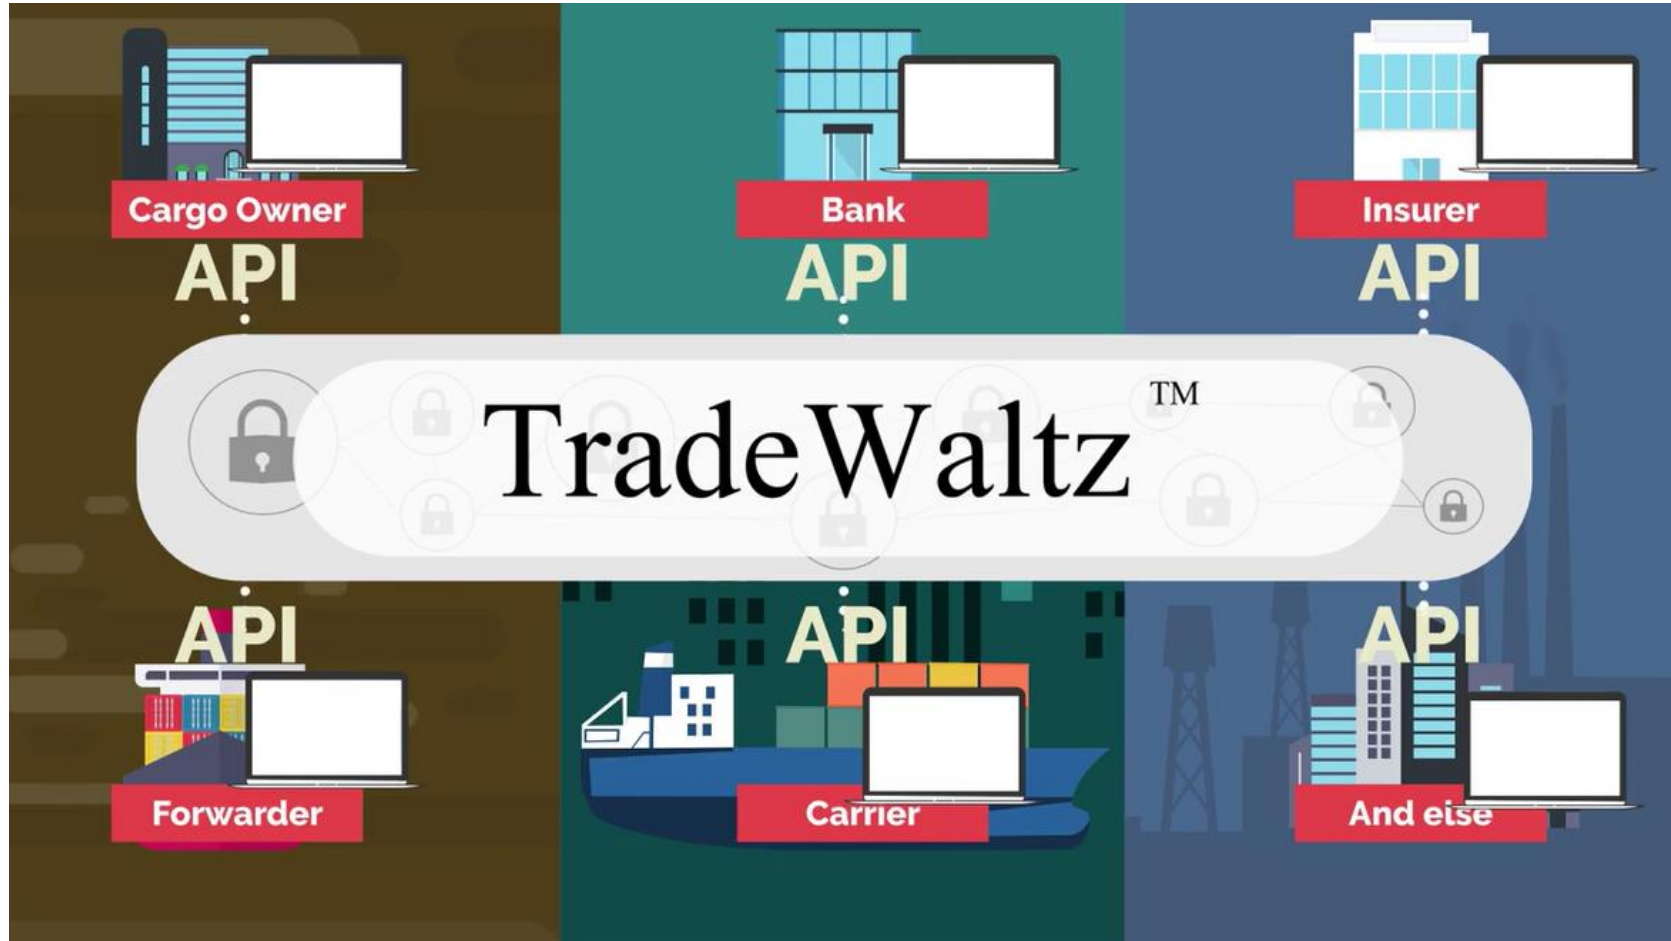 Cargo Owner
Bank
Insurer
API
API
API
TradeWaltz™
API
API
API
Forwarder
Carrier
And else